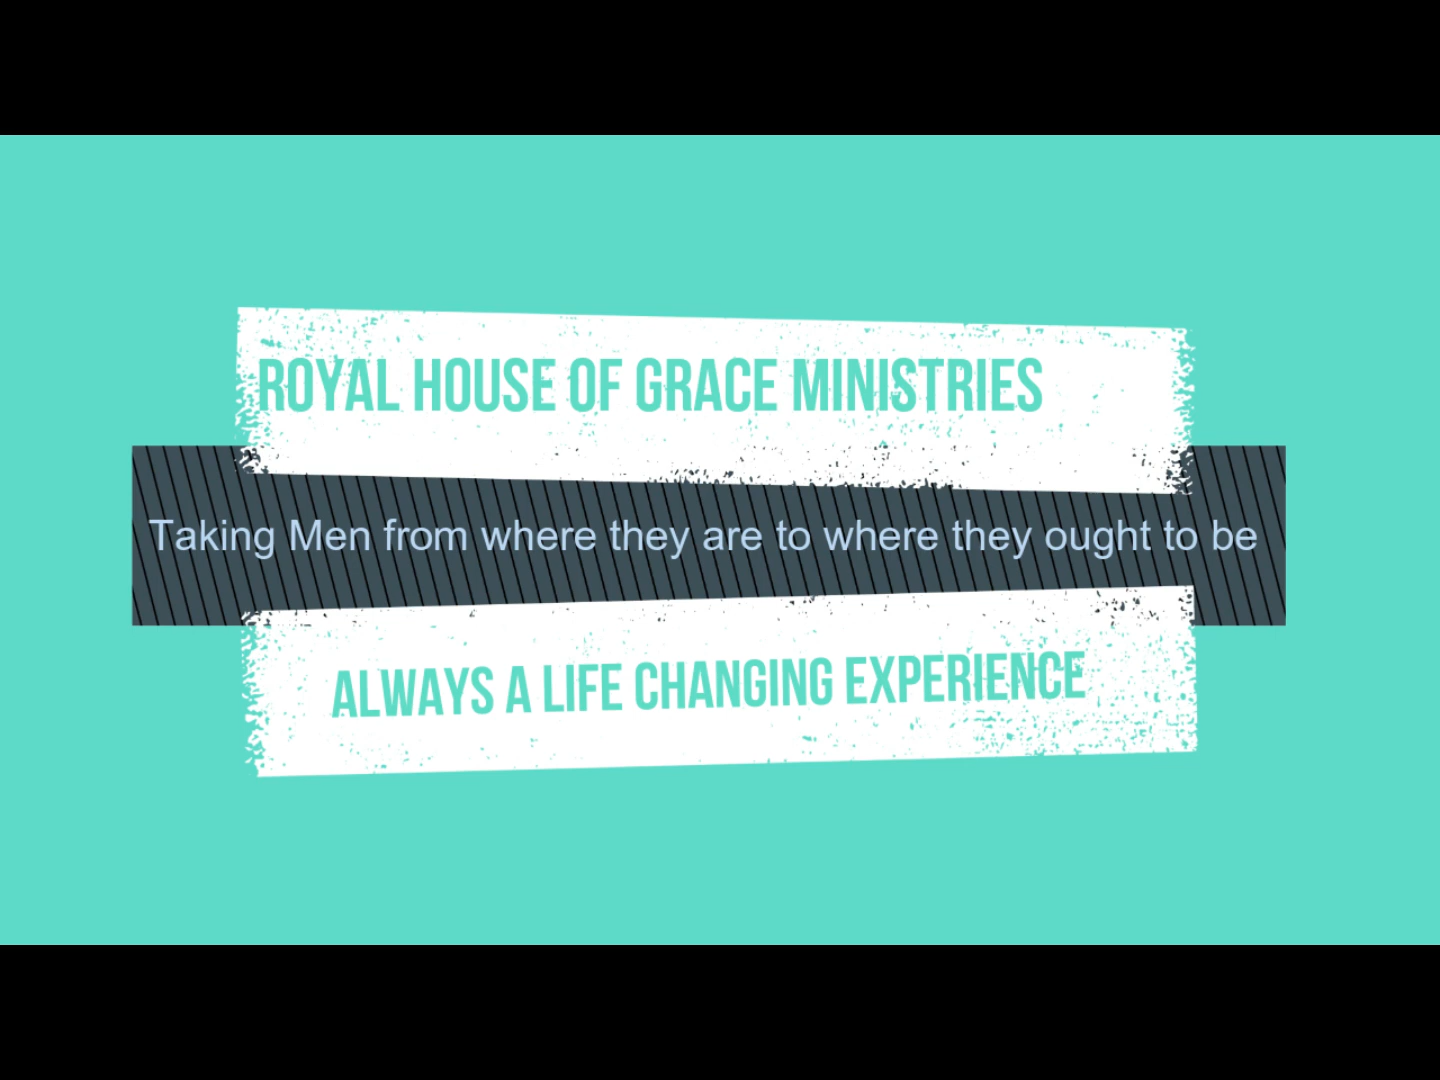 ROYAL HOUSE OF GRACE MINISTRIES
Taking Men from where they are to where they ought to be
ALWAYS A LIFE CHANGING EXPERIENCE